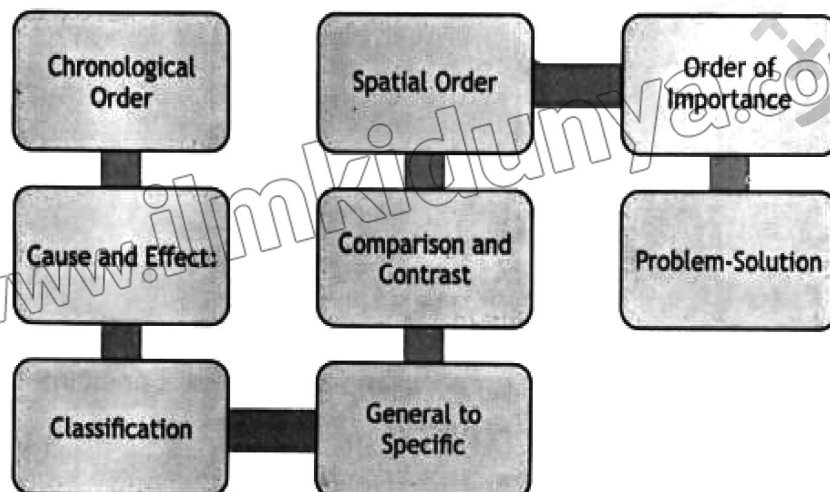 Chronological
Order
Spatial Order
Order of
Importance
Cause and Effect:
Comparison and
Contrast
Problem-Solution
Classification
General to
Specific
www.ilmkidunya.com